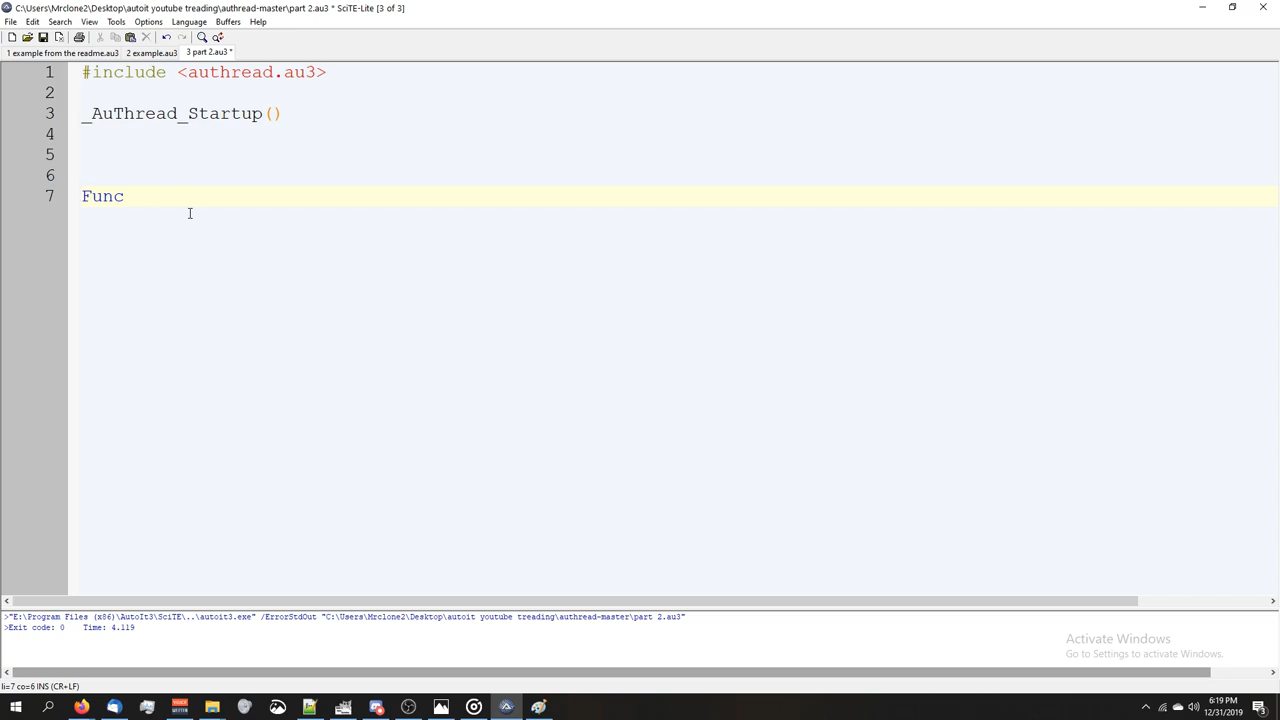 C:\Users\Mrclone2\Desktop\autoit youtube treading\authread-master\part 2.au3 * SciTE-Lite [3 of 3]
File Edit Search View Tools Options Language Buffers Help
1 example from the readme.au3 2 example.au3 3 part 2.au3 *
1 #include <authread.au3>
2
3 _AuThread_Startup()
4
5
6
7 Func
>"E:\Program Files (x86)\AutoIt3\SciTE\..\autoit3.exe" /ErrorStdOut "C:\Users\Mrclone2\Desktop\autoit youtube treading\authread-master\part 2.au3"
>Exit code: 0 Time: 4.119
Activate Windows
Go to Settings to activate Windows.
li=7 co=6 INS (CR+LF)
6:19 PM
12/31/2019
3